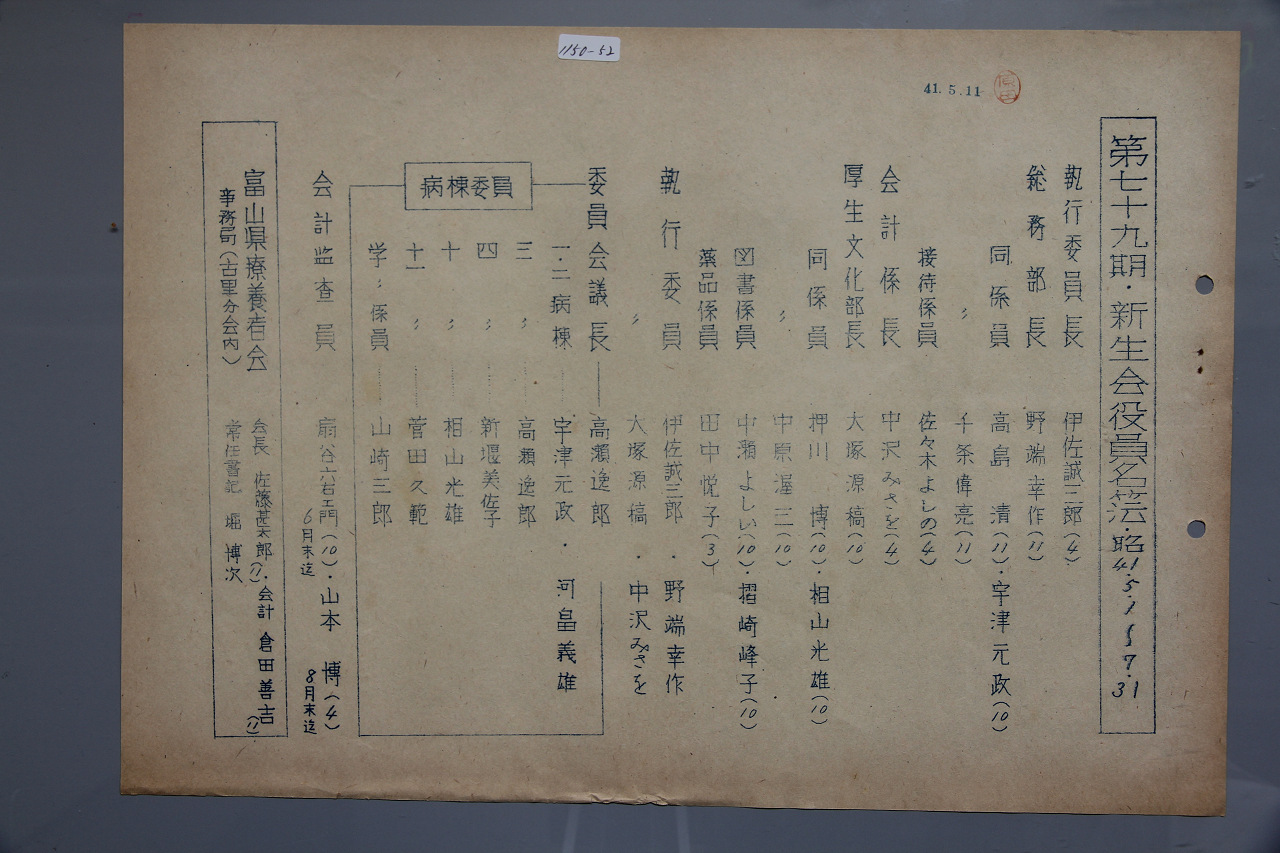 1150-52
41.5.11
第七十九期・新生会役員名簿・昭41.5.1〜7.31
執行委員長 伊佐誠三郎(4)
総務部長 野端幸作(11)
同係員 高島 清(11)・宇津元政(10)
〃 千条偉亮(11)
接待係員 佐々木よしの(4)
会計係長 中沢みさを(4)
厚生文化部長 大塚源稿(10)
同係員 押川 博(10)・相山光雄(10)
〃 中原渥三(10)
図書係員 中瀬よしい(10)・摺崎峰子(10)
薬品係員 田中悦子(3)
執行委員 伊佐誠三郎・野端幸作
〃 大塚源稿・中沢みさを
委員会議長 高瀬逸郎
病棟委員
一・二病棟 宇津元政・河畠義雄
三 〃 高瀬逸郎
四 〃 新堰美佐子
十 〃 相山光雄
十一 〃 菅田久範
学〃係員 山崎三郎
会計監査員 扇谷六右エ門(10)6月末迄・山本 博(4)8月末迄
富山県療養者会 会長 佐藤甚太郎(11)・会計 倉田善吉(11)
事務局(古里分会内) 常任書記 堀 博次